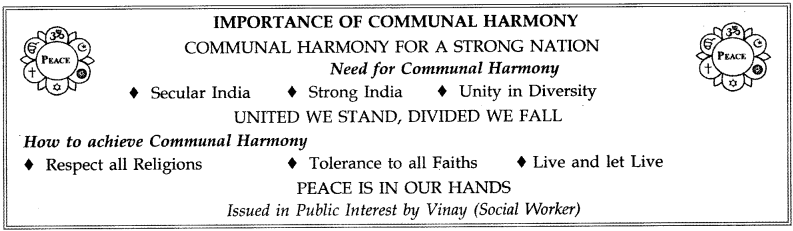 IMPORTANCE OF COMMUNAL HARMONY
COMMUNAL HARMONY FOR A STRONG NATION
Need for Communal Harmony
♦ Secular India ♦ Strong India ♦ Unity in Diversity
UNITED WE STAND, DIVIDED WE FALL
How to achieve Communal Harmony
♦ Respect all Religions ♦ Tolerance to all Faiths ♦ Live and let Live
PEACE IS IN OUR HANDS
Issued in Public Interest by Vinay (Social Worker)
PEACE
PEACE